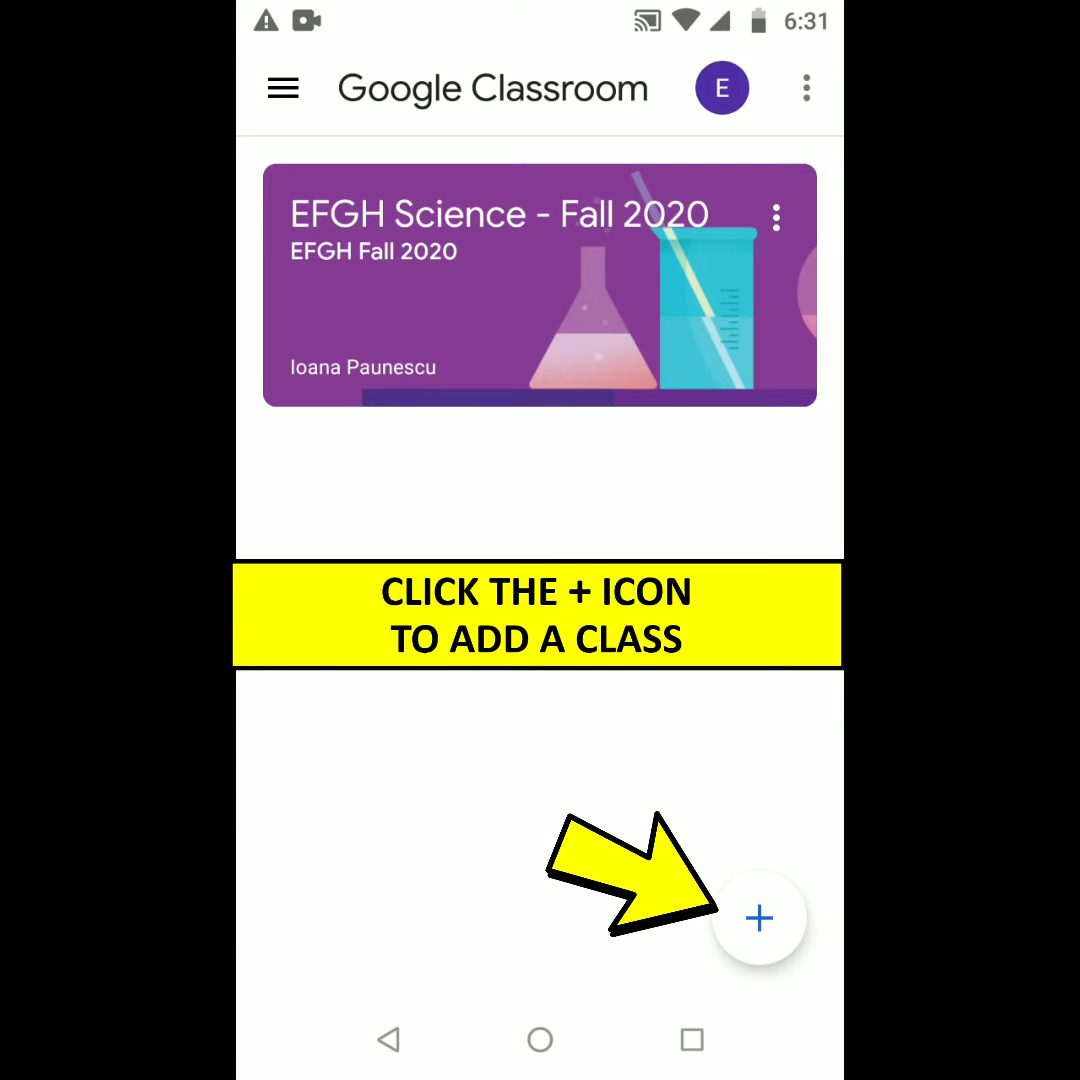 6:31
Google Classroom
E
EFGH Science - Fall 2020
EFGH Fall 2020
Ioana Paunescu
CLICK THE + ICON
TO ADD A CLASS
+